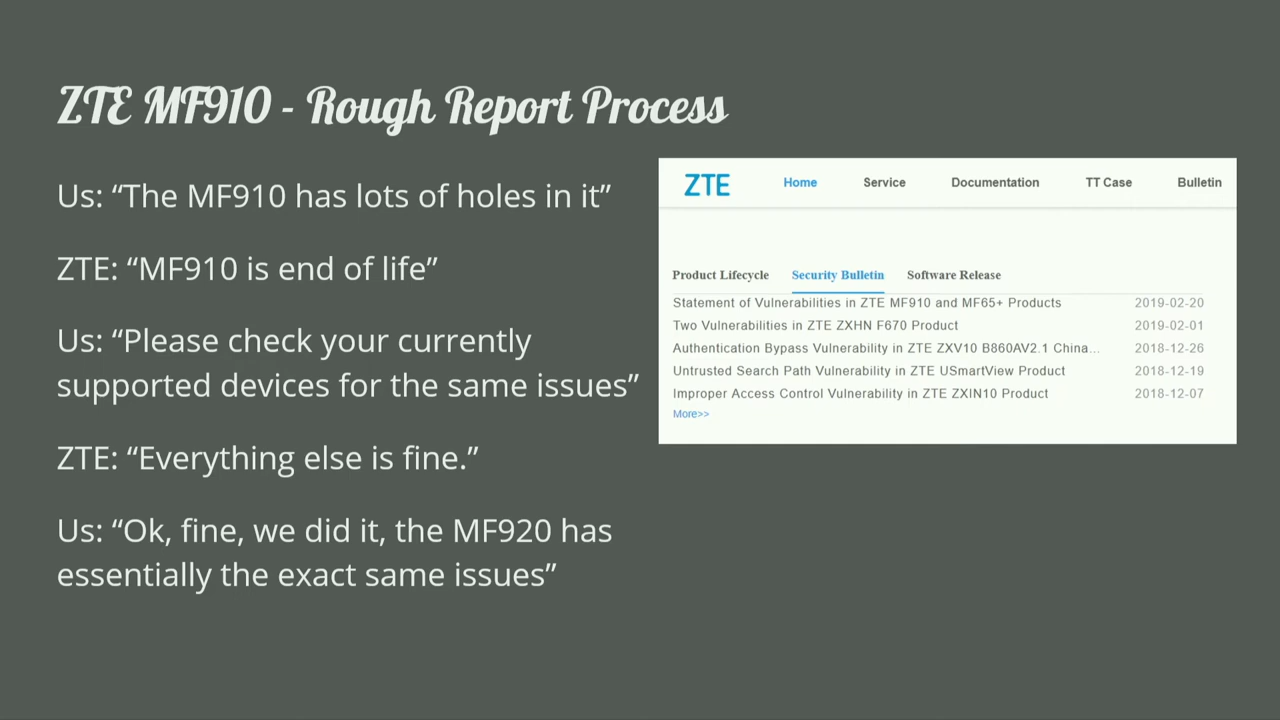 ZTE MF910 - Rough Report Process
Us: “The MF910 has lots of holes in it”
ZTE: “MF910 is end of life”
Us: “Please check your currently
supported devices for the same issues”
ZTE: “Everything else is fine.”
Us: “Ok, fine, we did it, the MF920 has
essentially the exact same issues”
ZTE Home Service Documentation TT Case Bulletin
Product Lifecycle Security Bulletin Software Release
Statement of Vulnerabilities in ZTE MF910 and MF65+ Products 2019-02-20
Two Vulnerabilities in ZTE ZXHN F670 Product 2019-02-01
Authentication Bypass Vulnerability in ZTE ZXV10 B860AV2.1 China... 2018-12-26
Untrusted Search Path Vulnerability in ZTE USmartView Product 2018-12-19
Improper Access Control Vulnerability in ZTE ZXIN10 Product 2018-12-07
More>>